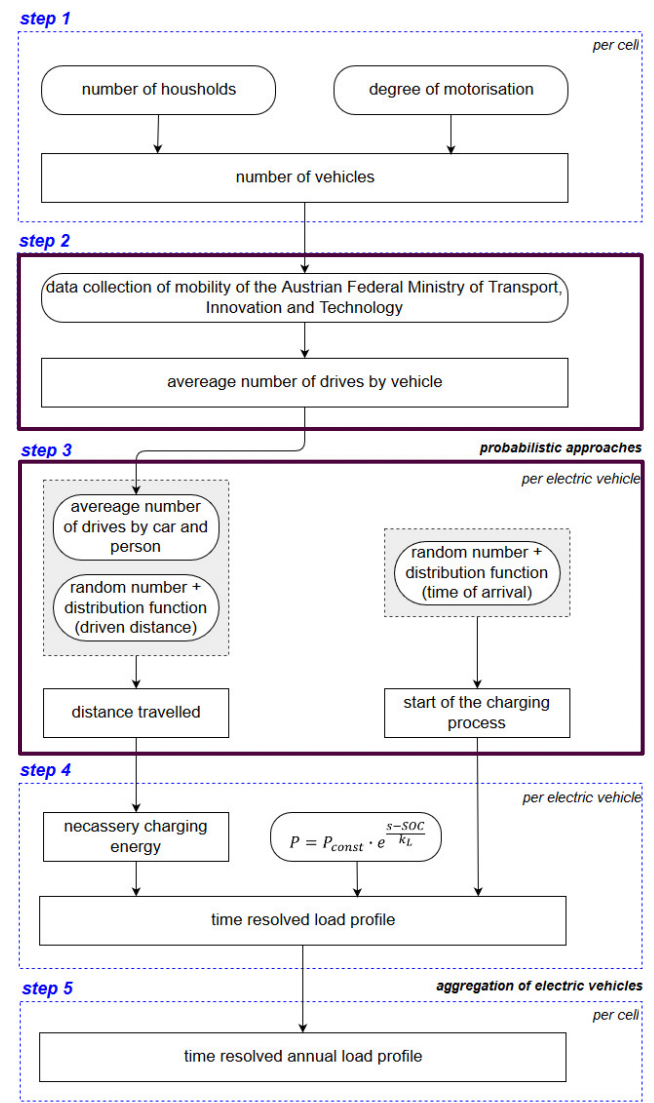 step 1
per cell
number of housholds
degree of motorisation
number of vehicles
step 2
data collection of mobility of the Austrian Federal Ministry of Transport,
Innovation and Technology
avereage number of drives by vehicle
step 3
probabilistic approaches
per electric vehicle
avereage number
of drives by car and
person
random number +
distribution function
(driven distance)
random number +
distribution function
(time of arrival)
distance travelled
start of the charging
process
step 4
per electric vehicle
necassery charging
energy
P = P_const · e^((s−SOC)/k_L)
time resolved load profile
step 5
aggregation of electric vehicles
per cell
time resolved annual load profile